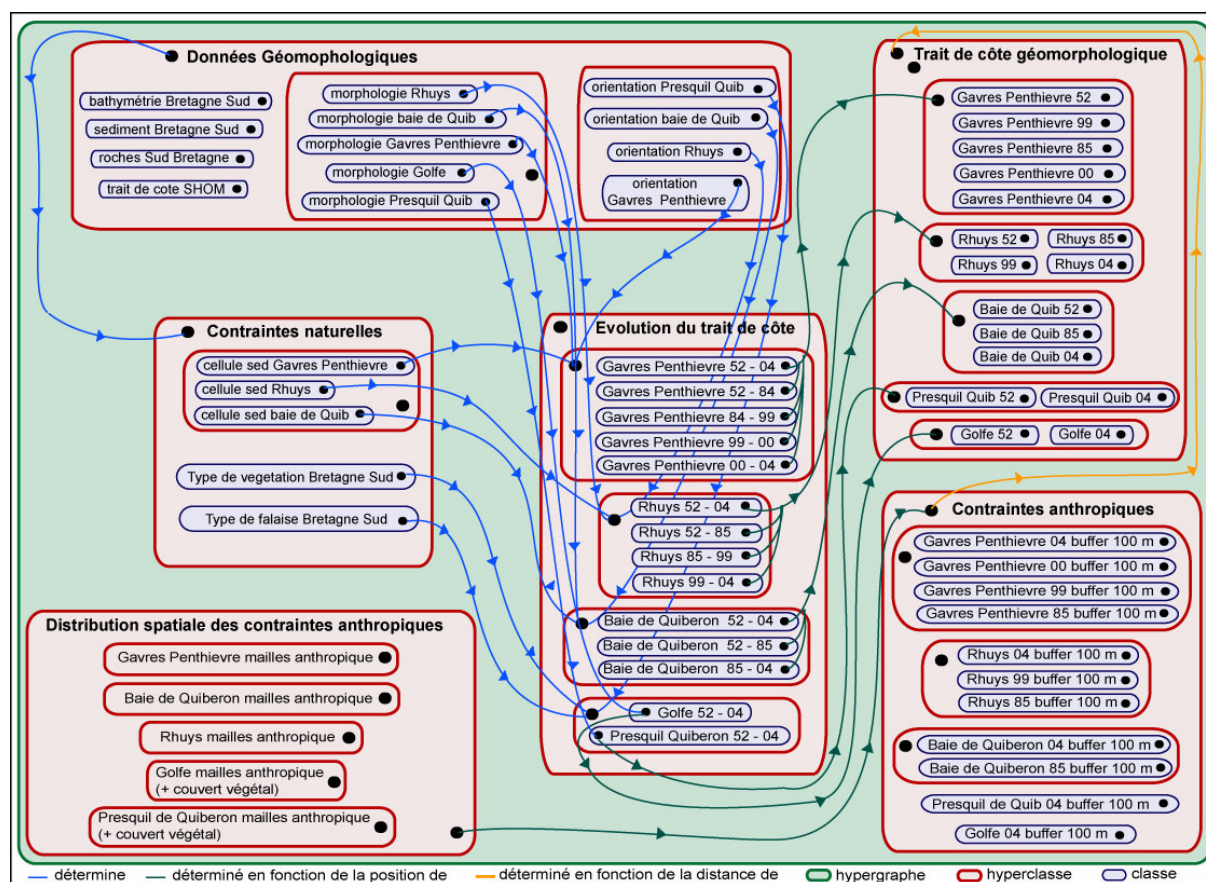 Données Géomophologiques
bathymétrie Bretagne Sud
sediment Bretagne Sud
roches Sud Bretagne
trait de cote SHOM
morphologie Rhuys
morphologie baie de Quib
morphologie Gavres Penthievre
morphologie Golfe
morphologie Presquil Quib
orientation Presquil Quib
orientation baie de Quib
orientation Rhuys
orientation
Gavres Penthievre
Trait de côte géomorphologique
Gavres Penthievre 52
Gavres Penthievre 99
Gavres Penthievre 85
Gavres Penthievre 00
Gavres Penthievre 04
Rhuys 52
Rhuys 85
Rhuys 99
Rhuys 04
Baie de Quib 52
Baie de Quib 85
Baie de Quib 04
Presquil Quib 52
Presquil Quib 04
Golfe 52
Golfe 04
Contraintes naturelles
cellule sed Gavres Penthievre
cellule sed Rhuys
cellule sed baie de Quib
Type de vegetation Bretagne Sud
Type de falaise Bretagne Sud
Evolution du trait de côte
Gavres Penthievre 52 - 04
Gavres Penthievre 52 - 84
Gavres Penthievre 84 - 99
Gavres Penthievre 99 - 00
Gavres Penthievre 00 - 04
Rhuys 52 - 04
Rhuys 52 - 85
Rhuys 85 - 99
Rhuys 99 - 04
Baie de Quiberon 52 - 04
Baie de Quiberon 52 - 85
Baie de Quiberon 85 - 04
Golfe 52 - 04
Presquil Quiberon 52 - 04
Contraintes anthropiques
Gavres Penthievre 04 buffer 100 m
Gavres Penthievre 00 buffer 100 m
Gavres Penthievre 99 buffer 100 m
Gavres Penthievre 85 buffer 100 m
Rhuys 04 buffer 100 m
Rhuys 99 buffer 100 m
Rhuys 85 buffer 100 m
Baie de Quiberon 04 buffer 100 m
Baie de Quiberon 85 buffer 100 m
Presquil de Quib 04 buffer 100 m
Golfe 04 buffer 100 m
Distribution spatiale des contraintes anthropiques
Gavres Penthievre mailles anthropique
Baie de Quiberon mailles anthropique
Rhuys mailles anthropique
Golfe mailles anthropique
(+ couvert végétal)
Presquil de Quiberon mailles anthropique
(+ couvert végétal)
détermine
déterminé en fonction de la position de
déterminé en fonction de la distance de
hypergraphe
hyperclasse
classe